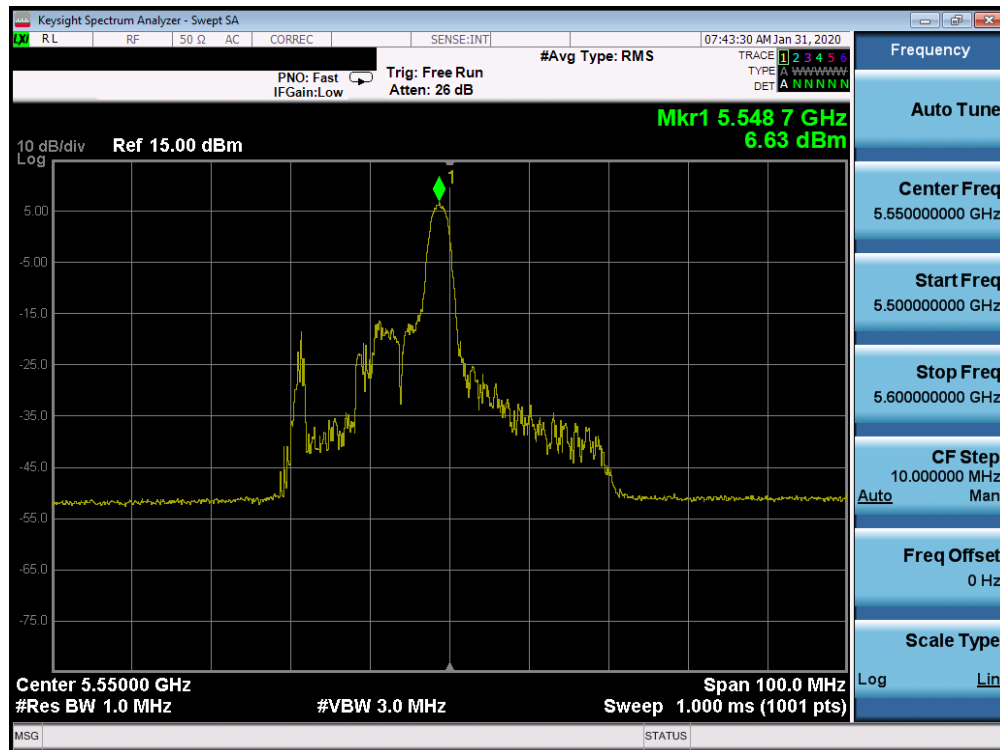 Keysight Spectrum Analyzer - Swept SA
LXI RL RF 50 Ω AC CORREC SENSE:INT 07:43:30 AM Jan 31, 2020
Frequency
#Avg Type: RMS
TRACE 1 2 3 4 5 6
PNO: Fast
Trig: Free Run
TYPE A WWWWW
IFGain:Low
Atten: 26 dB
DET A N N N N N
Auto Tune
Mkr1 5.548 7 GHz
6.63 dBm
10 dB/div
Log
Ref 15.00 dBm
1
5.00
-5.00
-15.0
-25.0
-35.0
-45.0
-55.0
-65.0
-75.0
Center Freq
5.550000000 GHz
Start Freq
5.500000000 GHz
Stop Freq
5.600000000 GHz
CF Step
10.000000 MHz
Auto Man
Freq Offset
0 Hz
Scale Type
Log Lin
Center 5.55000 GHz
Span 100.0 MHz
#Res BW 1.0 MHz
#VBW 3.0 MHz
Sweep 1.000 ms (1001 pts)
MSG
STATUS